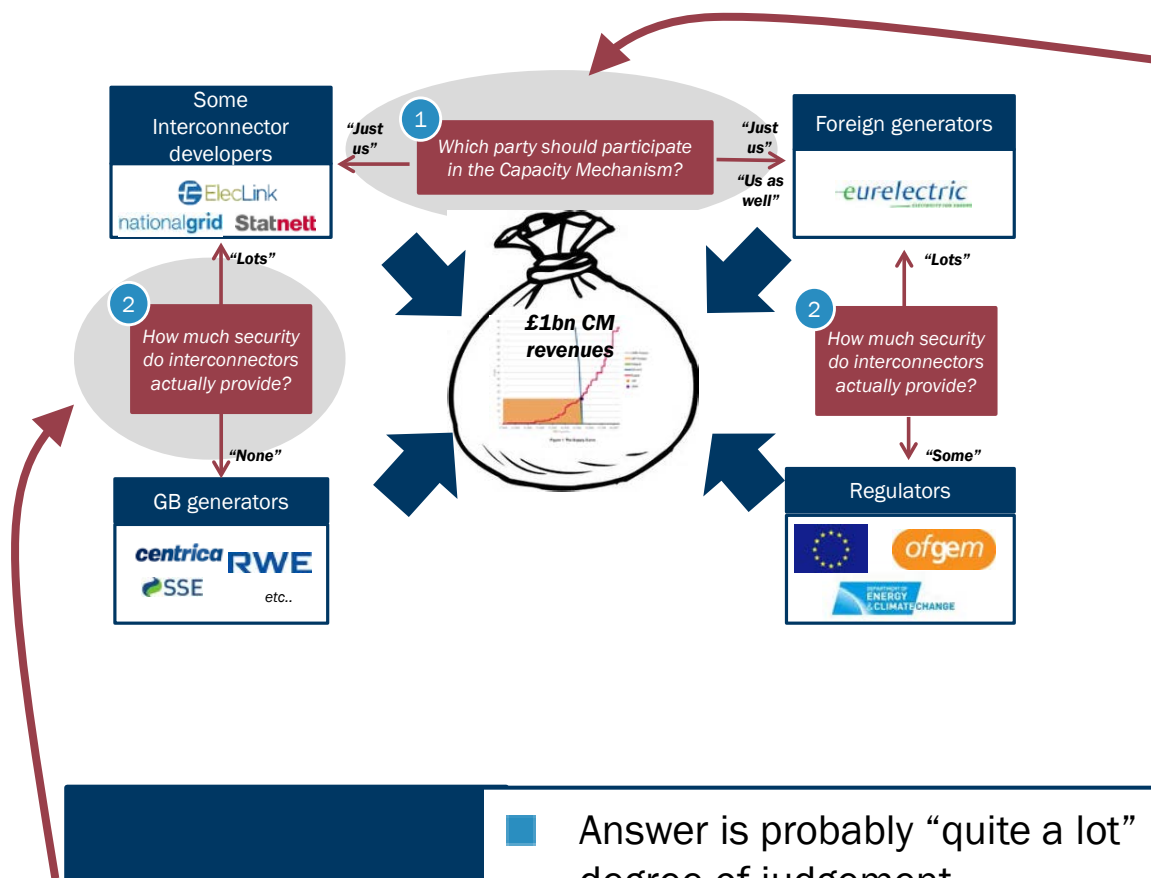 Some
Interconnector
developers
ElecLink
nationalgrid Statnett
"Just
us"
1
Which party should participate
in the Capacity Mechanism?
"Just
us"
"Us as
well"
Foreign generators
eurelectric
"Lots"
2
How much security
do interconnectors
actually provide?
"None"
£1bn CM
revenues
"Lots"
2
How much security
do interconnectors
actually provide?
"Some"
GB generators
centrica RWE
SSE
etc..
Regulators
ofgem
DEPARTMENT OF
ENERGY
& CLIMATE CHANGE
Answer is probably “quite a lot”
degree of judgement